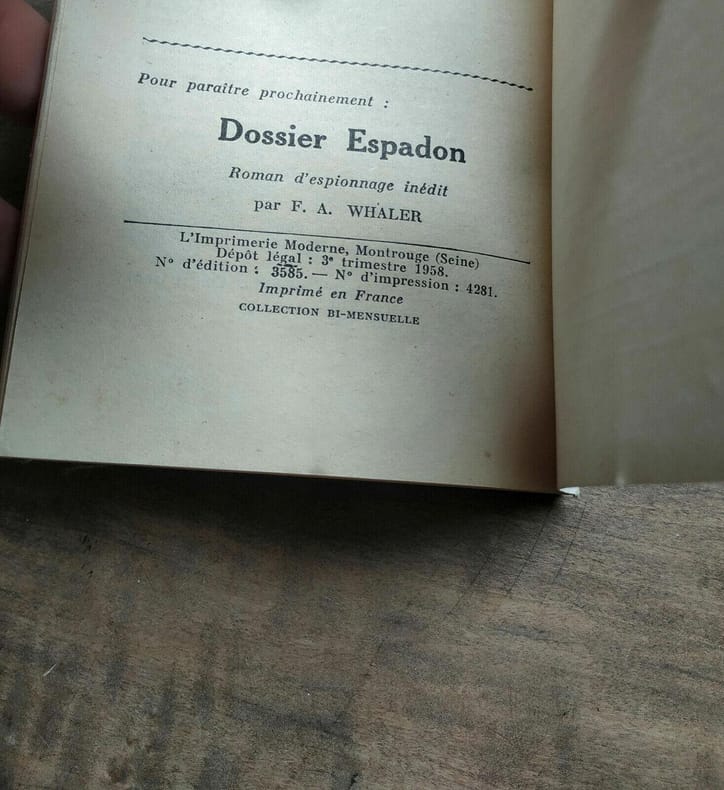 Pour paraître prochainement :
Dossier Espadon
Roman d'espionnage inédit
par F. A. WHALER
L'Imprimerie Moderne, Montrouge (Seine)
Dépôt légal : 3e trimestre 1958.
N° d'édition : 3585. — N° d'impression : 4281.
Imprimé en France
COLLECTION BI-MENSUELLE